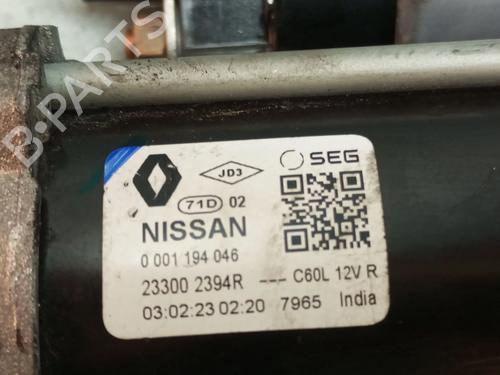 B-PARTS
JD3
SEG
71D 02
NISSAN
0 001 194 046
23300 2394R --- C60L 12V R
03:02:23 02:20 7965 India